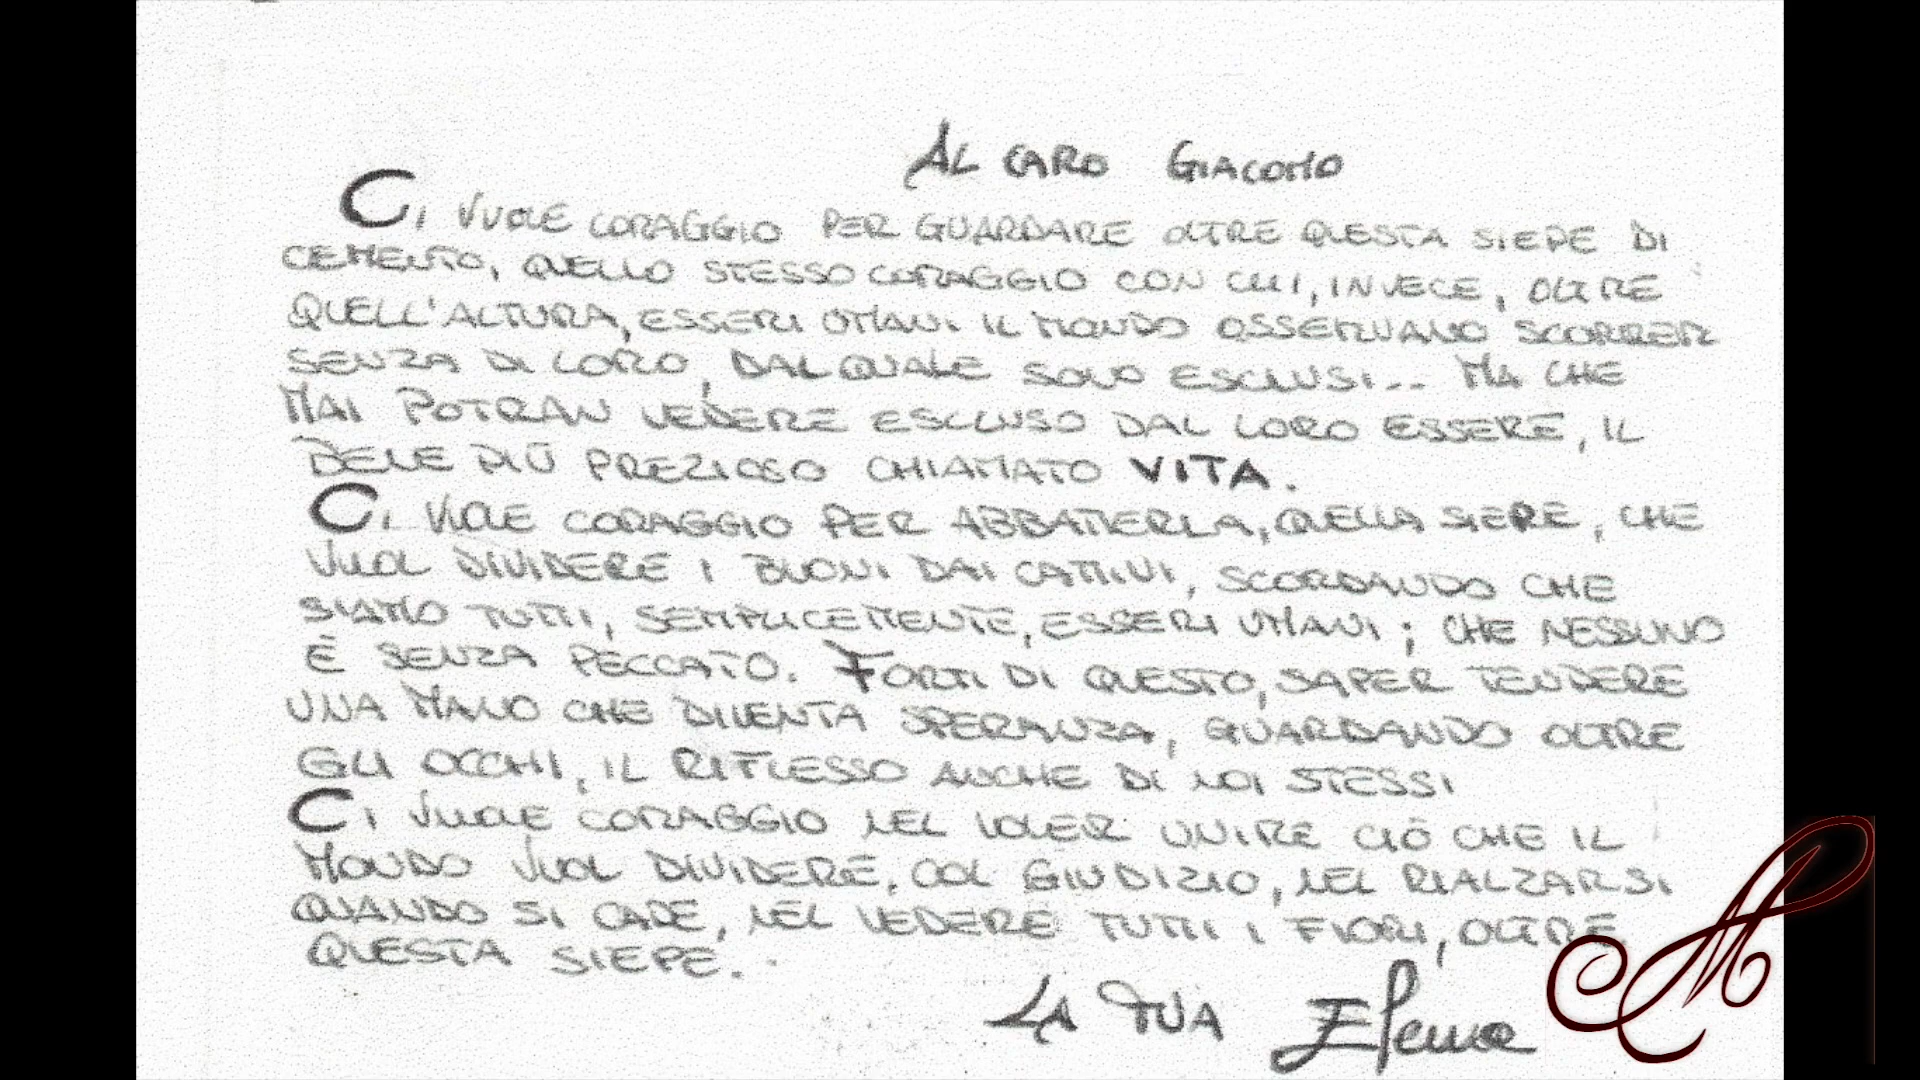 AL CARO GIACOMO
CI VUOLE CORAGGIO PER GUARDARE OLTRE QUESTA SIEPE DI
CEMENTO, QUELLO STESSO CORAGGIO CON CUI, INVECE, OLTRE
QUELL'ALTURA, ESSERI UMANI IL MONDO OSSERVANO SCORRER
SENZA DI LORO, DAL QUALE SONO ESCLUSI... MA CHE
MAI POTRAN VEDERE ESCLUSO DAL LORO ESSERE, IL
BENE PIÙ PREZIOSO CHIAMATO VITA.
CI VUOLE CORAGGIO PER ABBATTERLA, QUELLA SIEPE, CHE
VUOL DIVIDERE I BUONI DAI CATTIVI, SCORDANDO CHE
SIAMO TUTTI, SEMPLICEMENTE, ESSERI UMANI; CHE NESSUNO
È SENZA PECCATO. FORTI DI QUESTO, SAPER TENDERE
UNA MANO CHE DIVENTA SPERANZA, GUARDANDO OLTRE
GLI OCCHI, IL RIFLESSO ANCHE DI NOI STESSI
CI VUOLE CORAGGIO NEL VOLER UNIRE CIÒ CHE IL
MONDO VUOL DIVIDERE, COL GIUDIZIO, NEL RIALZARSI
QUANDO SI CADE, NEL VEDERE TUTTI I FIORI, OLTRE
QUESTA SIEPE.
LA TUA Elena